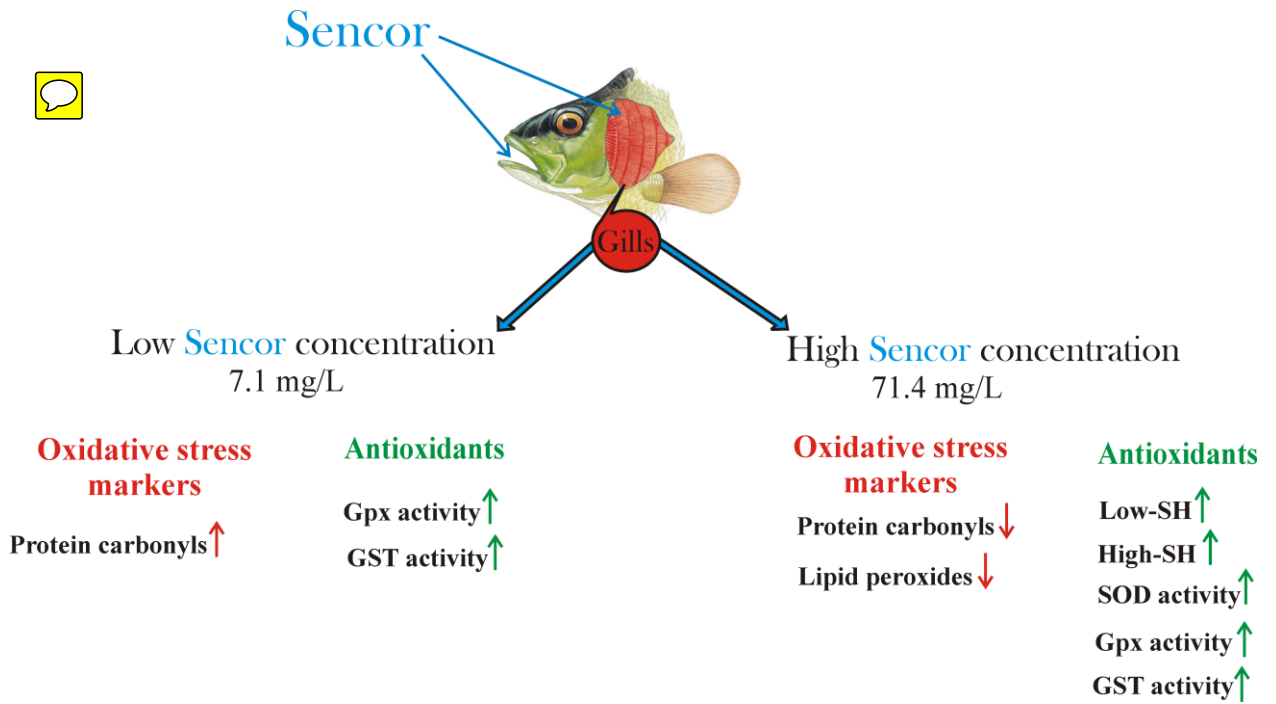 Sencor
Gills
Low Sencor concentration
7.1 mg/L
Oxidative stress
markers
Protein carbonyls↑
Antioxidants
Gpx activity↑
GST activity↑
High Sencor concentration
71.4 mg/L
Oxidative stress
markers
Protein carbonyls↓
Lipid peroxides↓
Antioxidants
Low-SH↑
High-SH↑
SOD activity↑
Gpx activity↑
GST activity↑